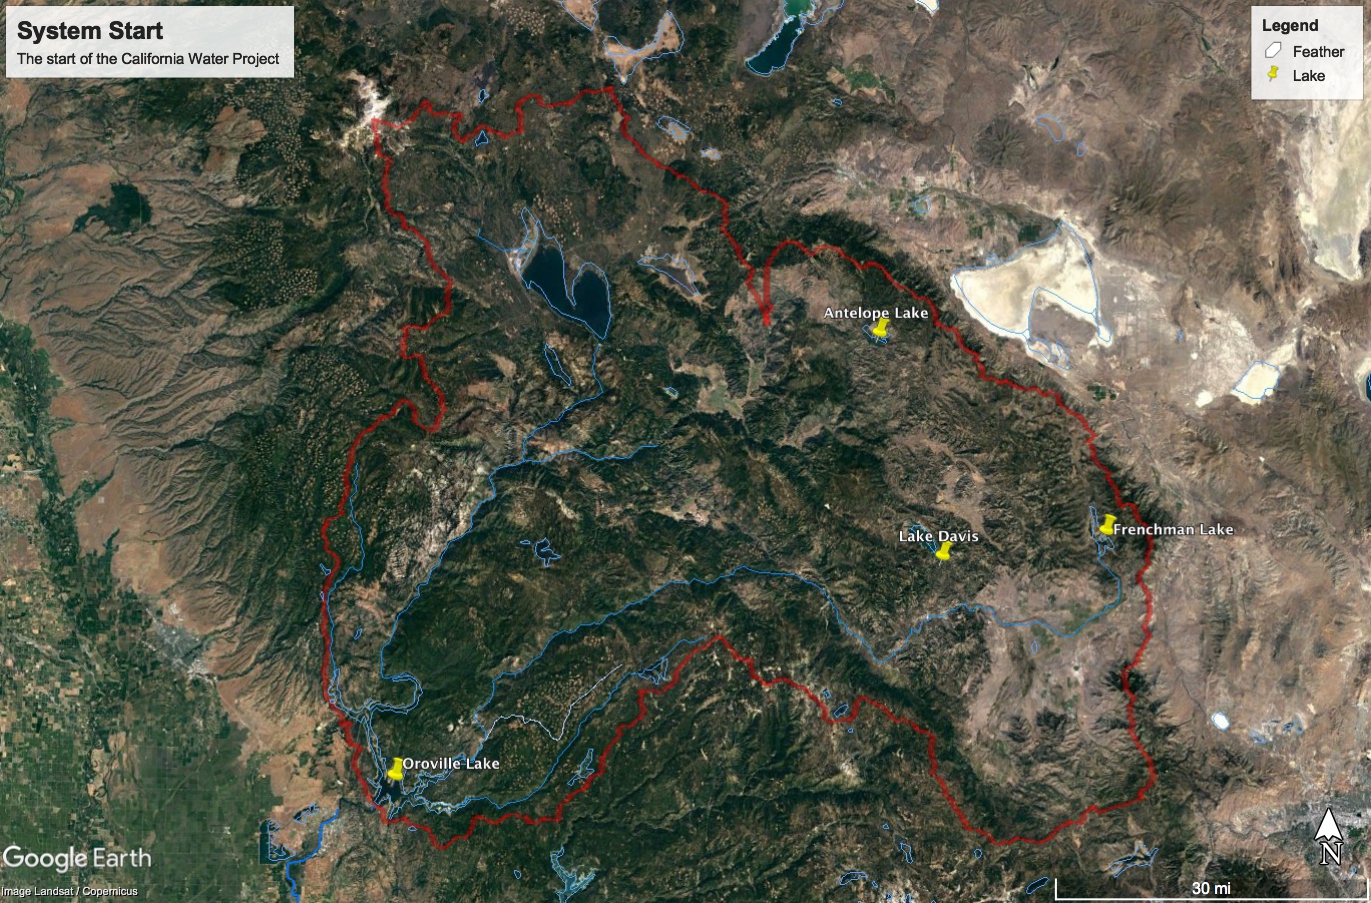 System Start
The start of the California Water Project
Legend
Feather
Lake
Antelope Lake
Lake Davis
Frenchman Lake
Oroville Lake
Google Earth
N
Image Landsat / Copernicus
30 mi